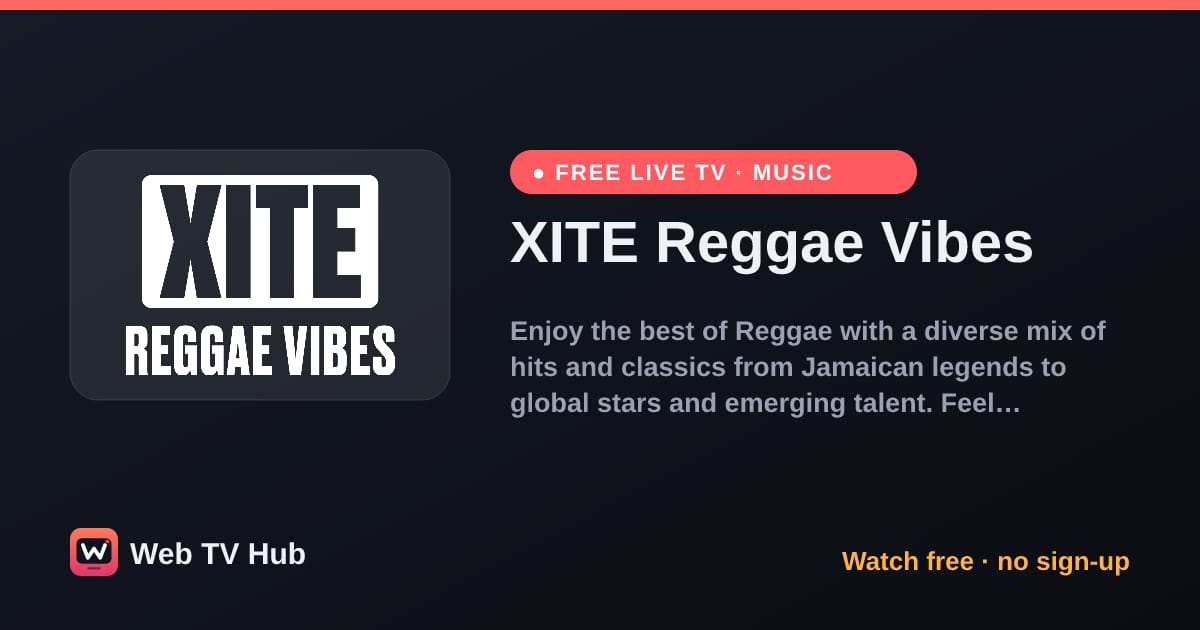 XITE
REGGAE VIBES
• FREE LIVE TV · MUSIC
XITE Reggae Vibes
Enjoy the best of Reggae with a diverse mix of
hits and classics from Jamaican legends to
global stars and emerging talent. Feel…
W
Web TV Hub
Watch free · no sign-up